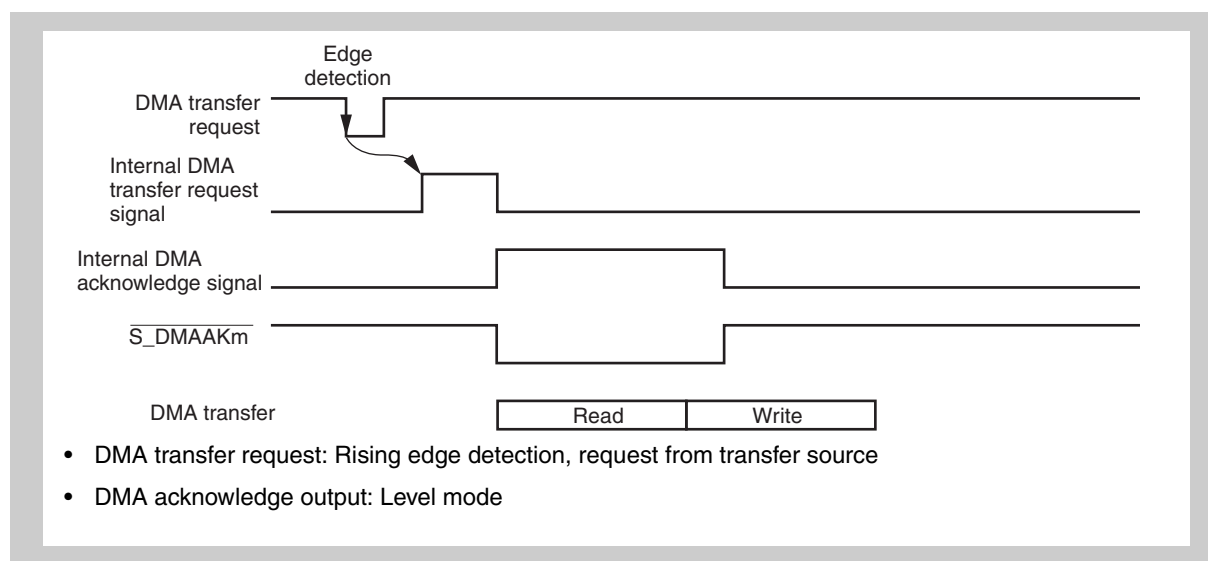 Edge
detection
DMA transfer
request
Internal DMA
transfer request
signal
Internal DMA
acknowledge signal
S_DMAAKm
DMA transfer
Read
Write
• DMA transfer request: Rising edge detection, request from transfer source
• DMA acknowledge output: Level mode